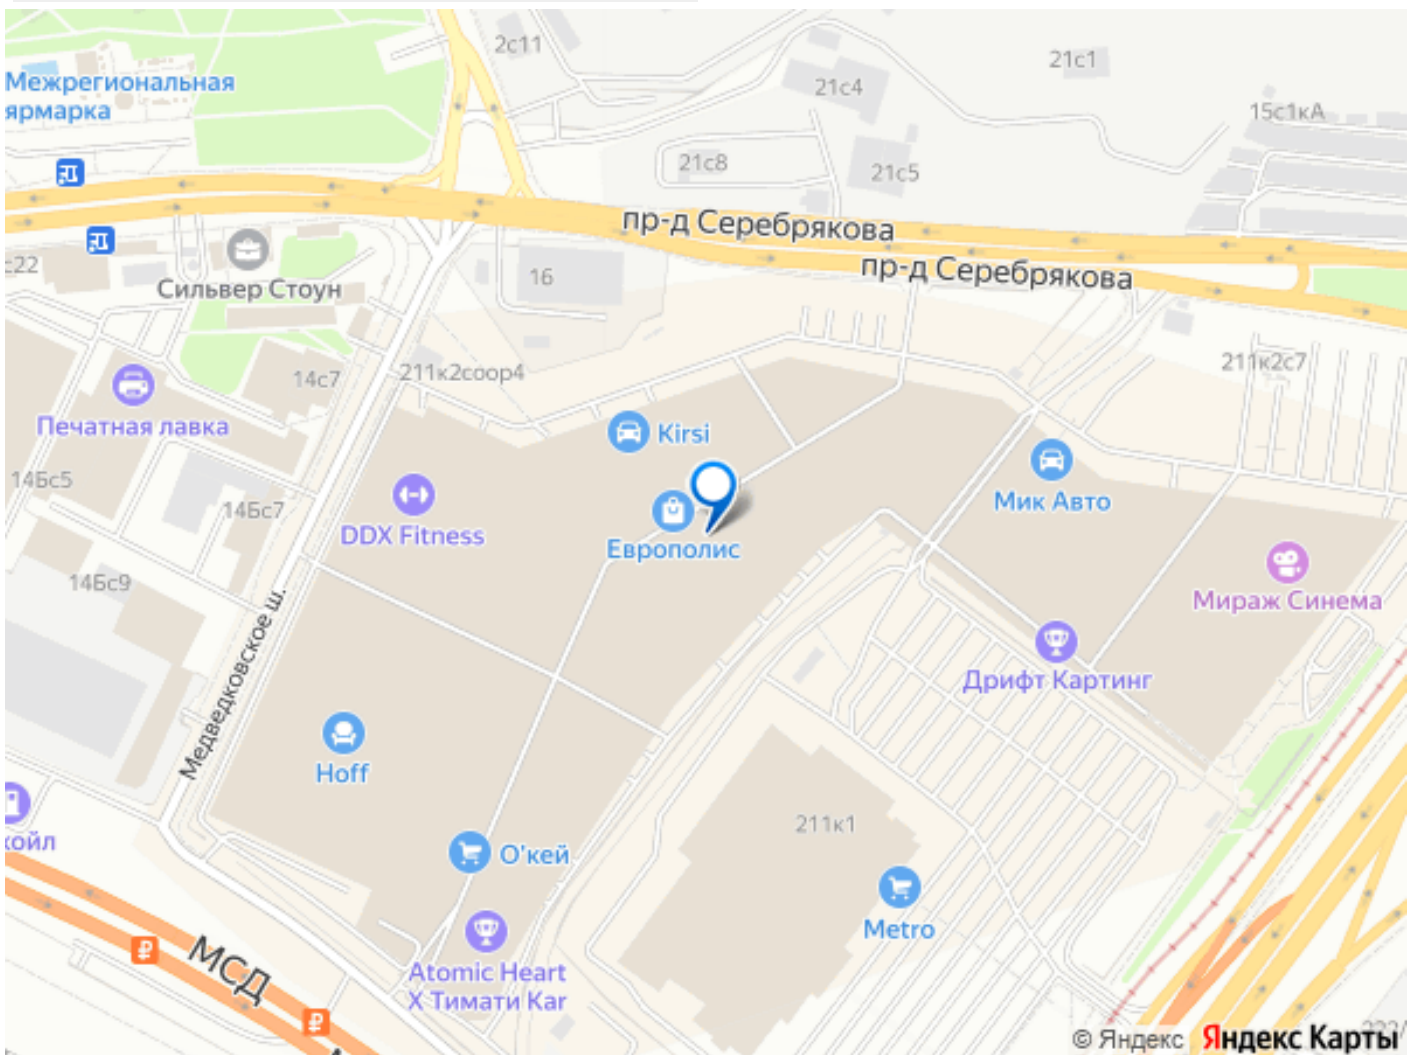 2с11
21с1
Межрегиональная
ярмарка
21с4
15с1кА
21с8
21с5
пр-д Серебрякова
пр-д Серебрякова
с22
Сильвер Стоун
16
14с7
211к2соор4
211к2с7
Печатная лавка
Kirsi
14Бс5
14Бс7
DDX Fitness
Европолис
Мик Авто
14Бс9
Мираж Синема
Медведковское ш.
Дрифт Картинг
Hoff
211к1
койл
О'кей
Metro
МСД
Atomic Heart
X Тимати Kar
© Яндекс Яндекс Карты